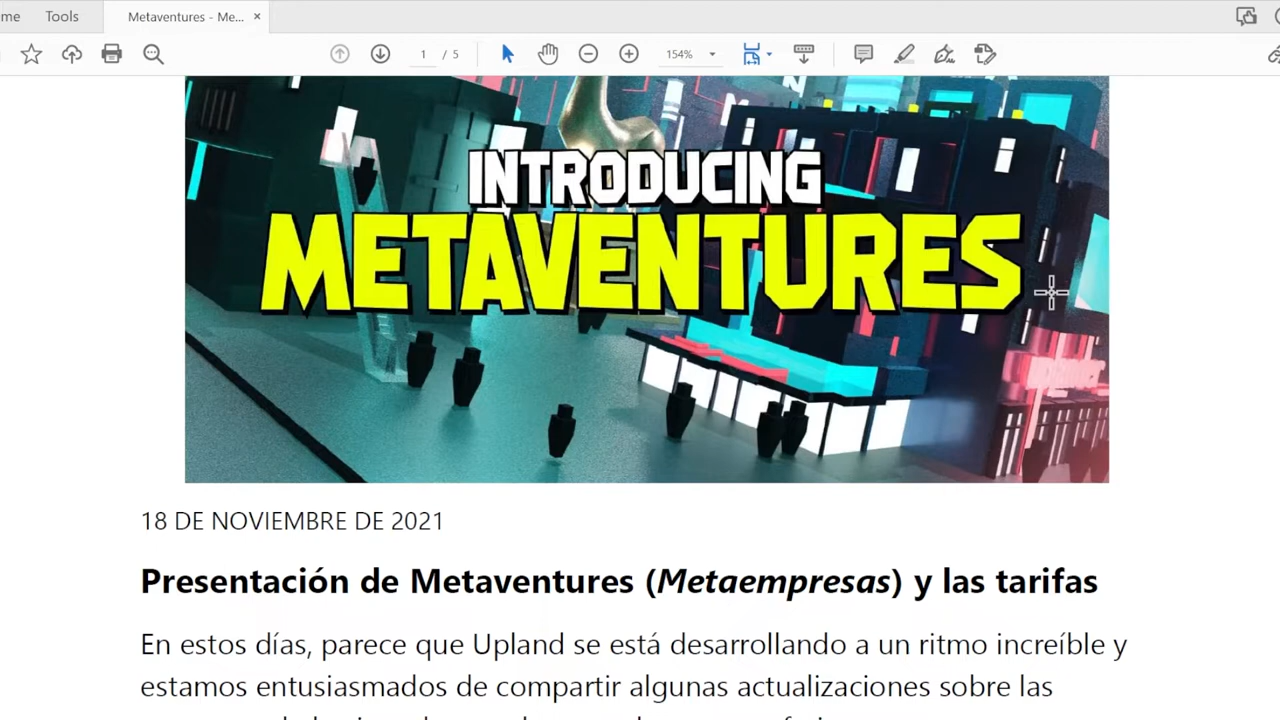 me Tools Metaventures - Me... ×
1 / 5 154%
INTRODUCING
METAVENTURES
18 DE NOVIEMBRE DE 2021
Presentación de Metaventures (Metaempresas) y las tarifas
En estos días, parece que Upland se está desarrollando a un ritmo increíble y
estamos entusiasmados de compartir algunas actualizaciones sobre las